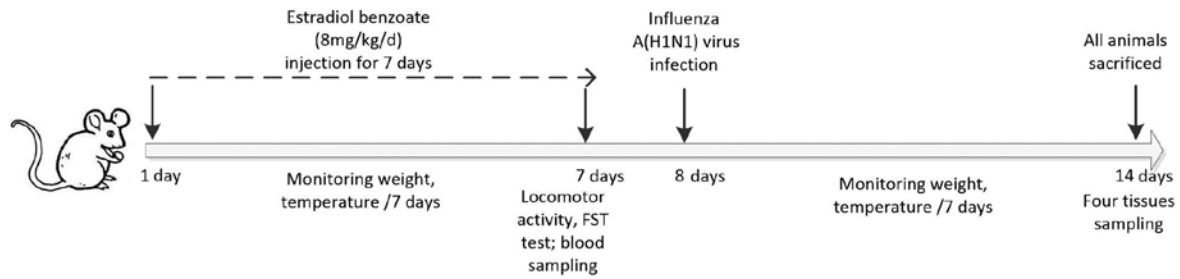 Estradiol benzoate
(8mg/kg/d)
injection for 7 days
Influenza
A(H1N1) virus
infection
All animals
sacrificed
1 day
Monitoring weight,
temperature /7 days
7 days
Locomotor
activity, FST
test; blood
sampling
8 days
Monitoring weight,
temperature /7 days
14 days
Four tissues
sampling